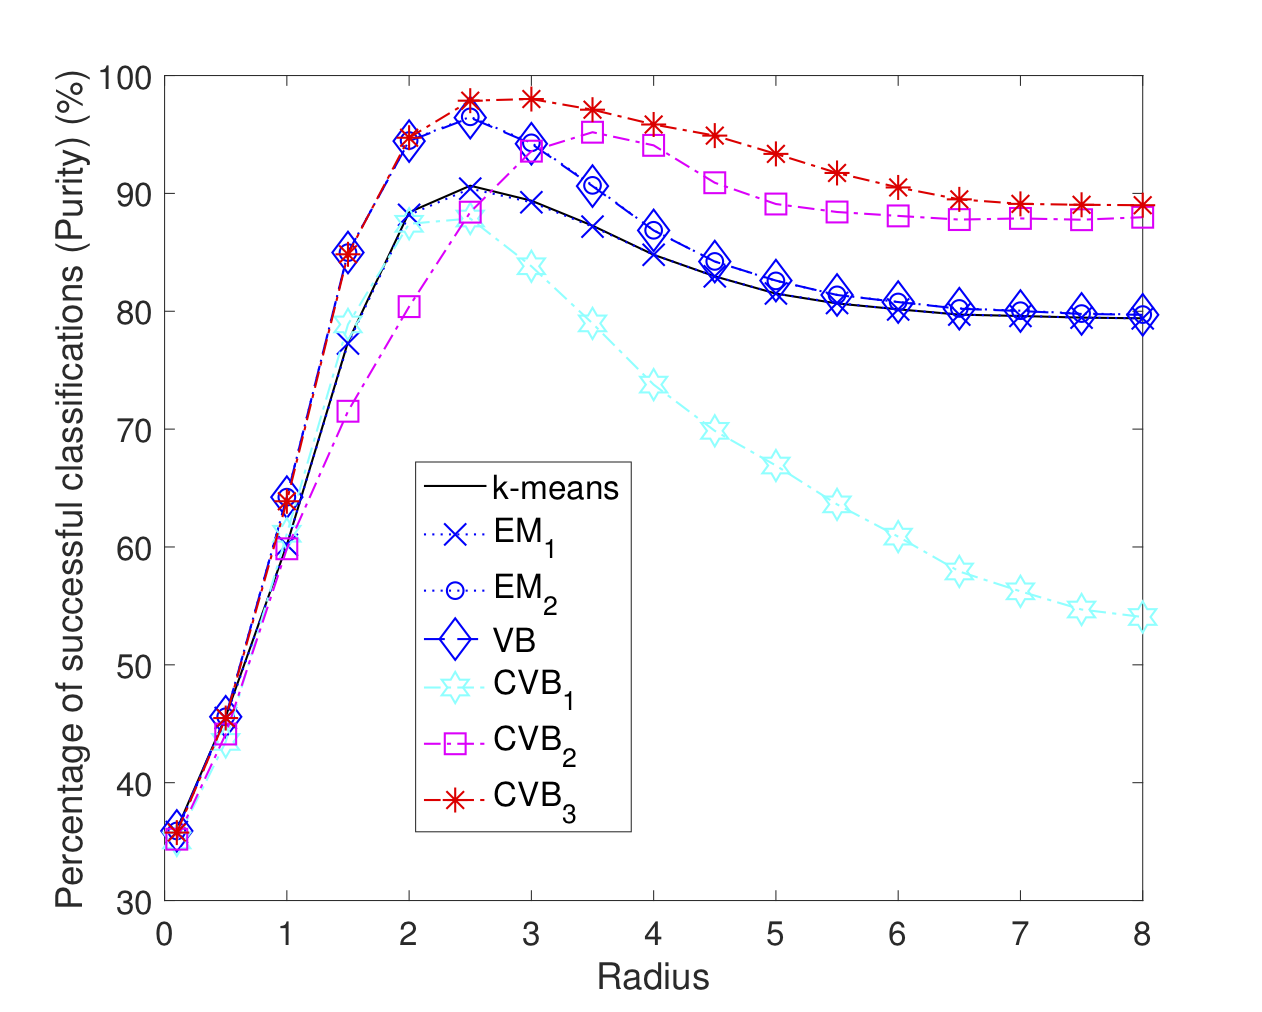 Percentage of successful classifications (Purity) (%)
100
90
80
70
60
50
40
30
k-means
EM1
EM2
VB
CVB1
CVB2
CVB3
0 1 2 3 4 5 6 7 8
Radius